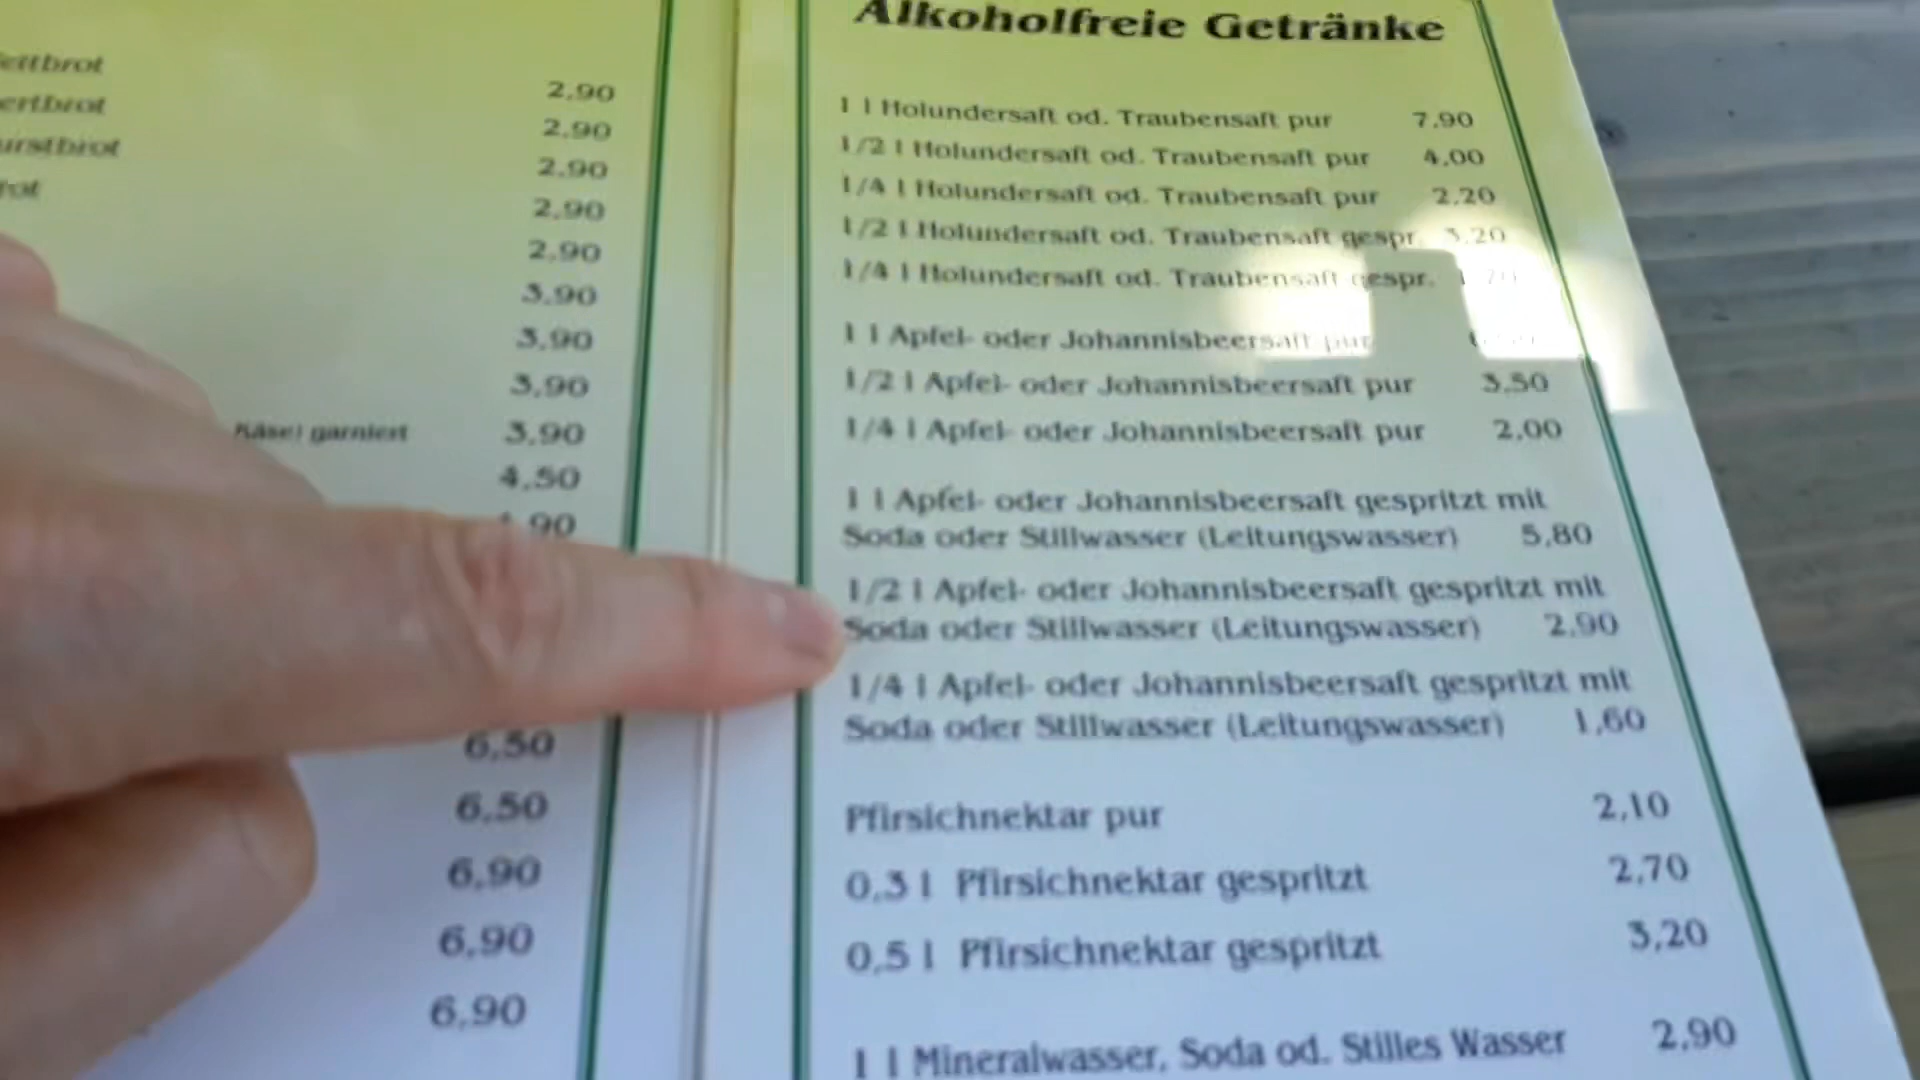 2,90
2,90
2,90
2,90
2,90
3,90
3,90
3,90
garniert 3,90
4,50
90
6,50
6,50
6,90
6,90
6,90
Alkoholfreie Getränke
1 l Holundersaft od. Traubensaft pur 7,90
1/2 l Holundersaft od. Traubensaft pur 4,00
1/4 l Holundersaft od. Traubensaft pur 2,20
1/2 l Holundersaft od. Traubensaft gespr. 3,20
1/4 l Holundersaft od. Traubensaft gespr.
1 l Apfel- oder Johannisbeersaft pur
1/2 l Apfel- oder Johannisbeersaft pur 3,50
1/4 l Apfel- oder Johannisbeersaft pur 2,00
1 l Apfel- oder Johannisbeersaft gespritzt mit
Soda oder Stillwasser (Leitungswasser) 5,80
1/2 l Apfel- oder Johannisbeersaft gespritzt mit
Soda oder Stillwasser (Leitungswasser) 2,90
1/4 l Apfel- oder Johannisbeersaft gespritzt mit
Soda oder Stillwasser (Leitungswasser) 1,60
Pfirsichnektar pur 2,10
0,3 l Pfirsichnektar gespritzt 2,70
0,5 l Pfirsichnektar gespritzt 3,20
1 l Mineralwasser, Soda od. Stilles Wasser 2,90